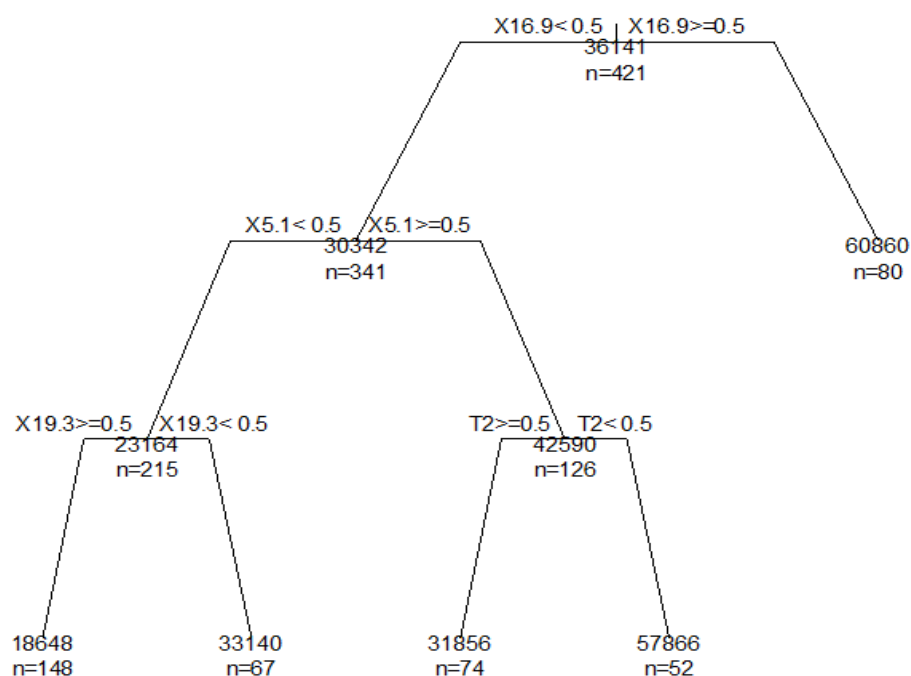 X16.9< 0.5 X16.9>=0.5
36141
n=421
X5.1< 0.5 X5.1>=0.5
30342
n=341
60860
n=80
X19.3>=0.5 X19.3< 0.5
23164
n=215
T2>=0.5 T2< 0.5
42590
n=126
18648
n=148
33140
n=67
31856
n=74
57866
n=52